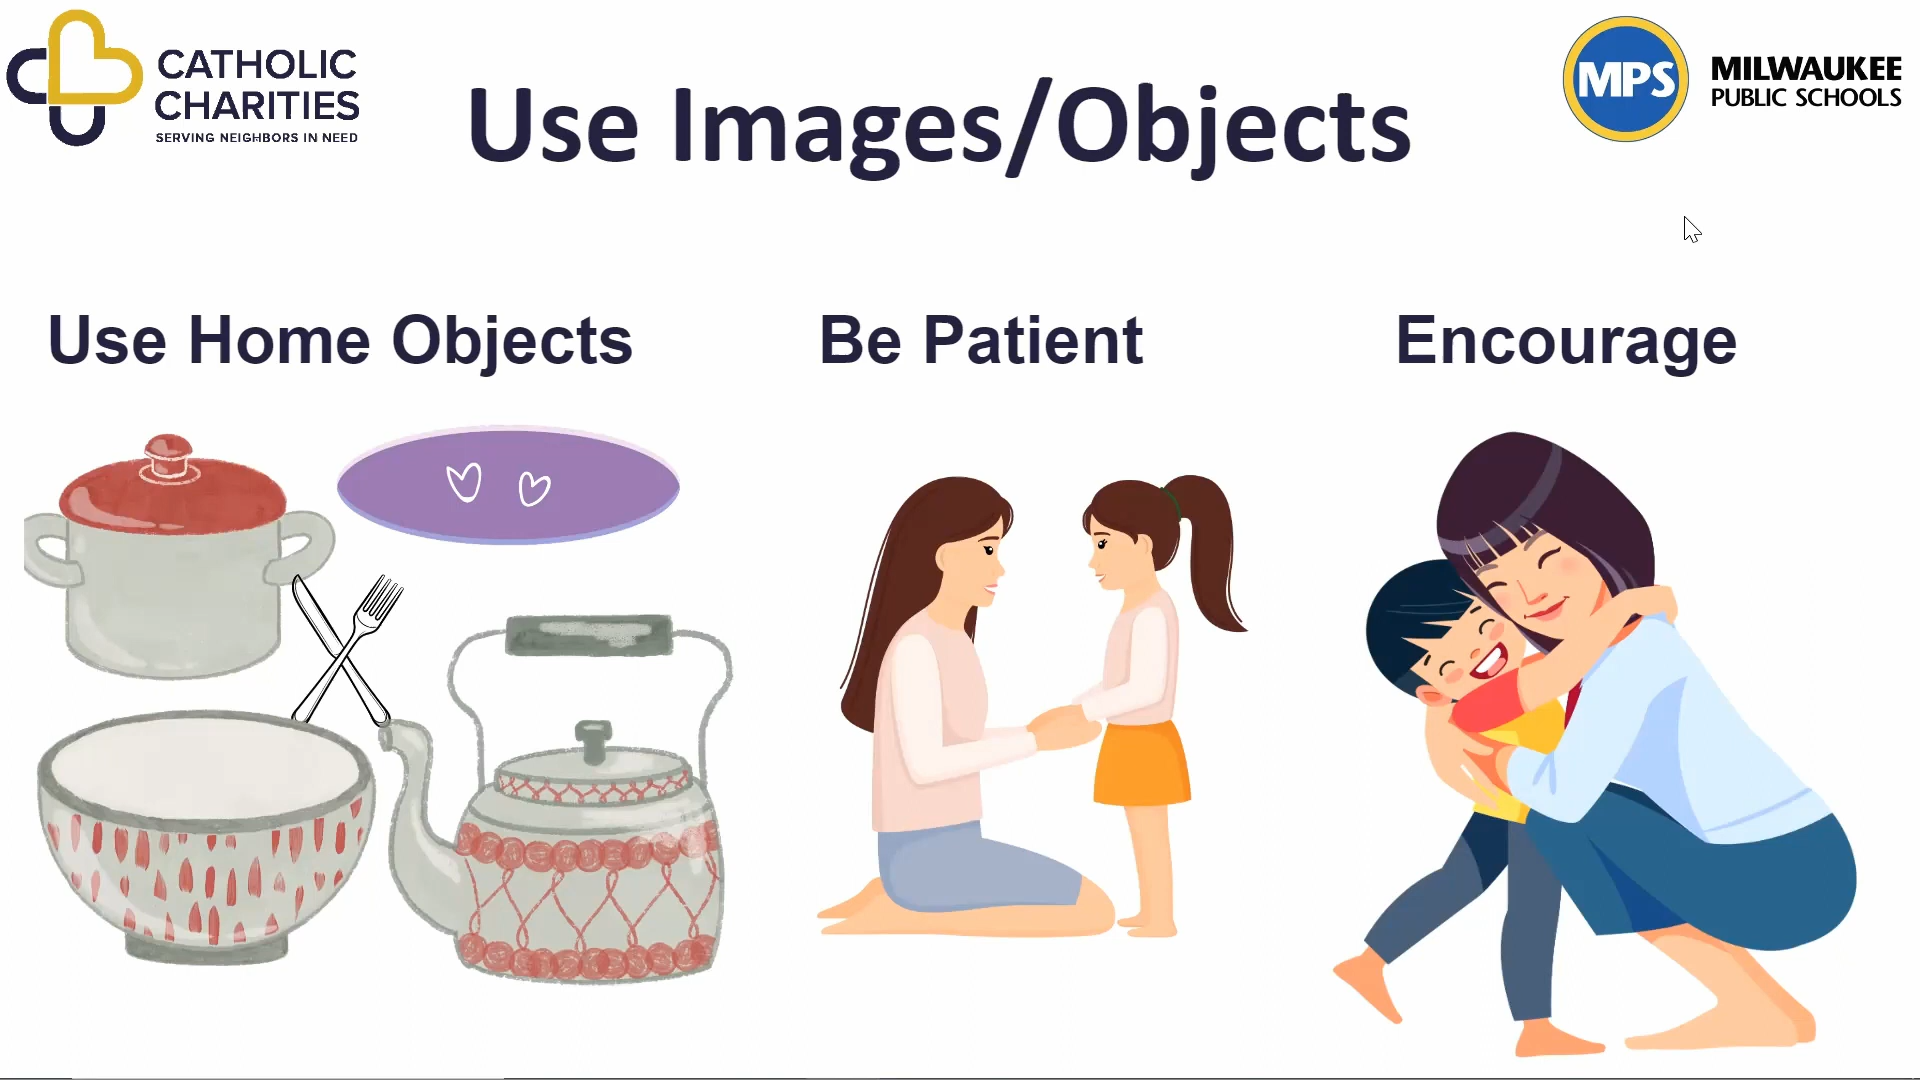 CATHOLIC
CHARITIES
SERVING NEIGHBORS IN NEED
Use Images/Objects
MPS
MILWAUKEE
PUBLIC SCHOOLS
Use Home Objects
Be Patient
Encourage